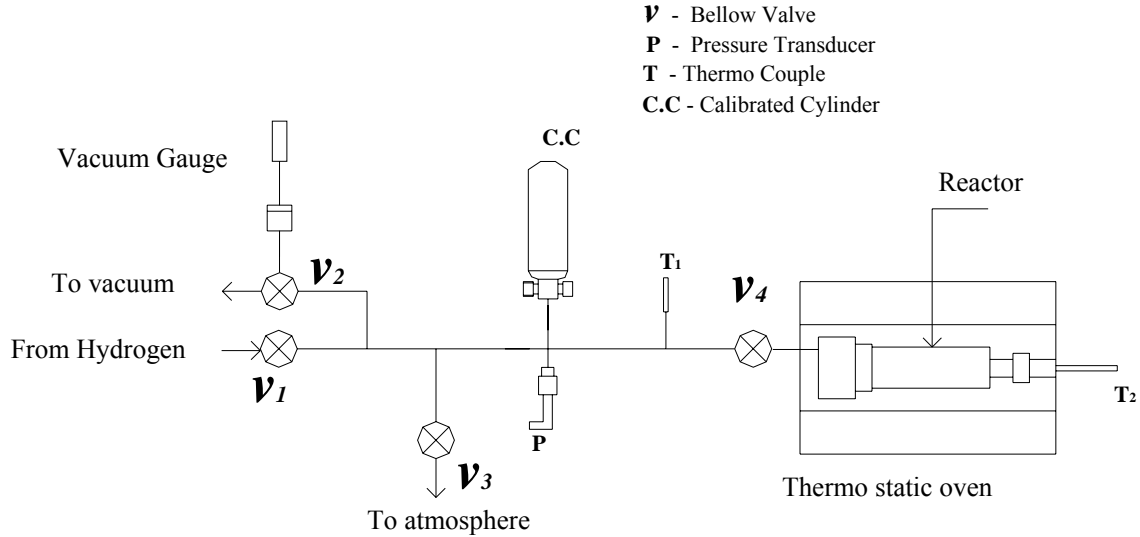 v - Bellow Valve
P - Pressure Transducer
T - Thermo Couple
C.C - Calibrated Cylinder
C.C
Vacuum Gauge
Reactor
T1
To vacuum
v2
v4
From Hydrogen
v1
T2
P
v3
Thermo static oven
To atmosphere